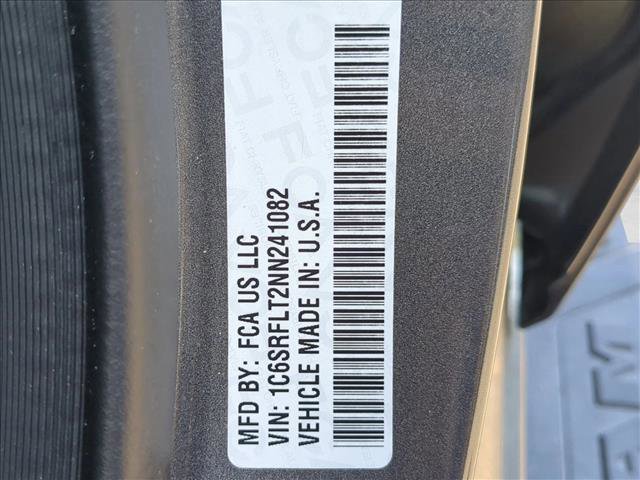 MFD BY: FCA US LLC
VIN: 1C6SRFLT2NN241082
VEHICLE MADE IN: U.S.A.